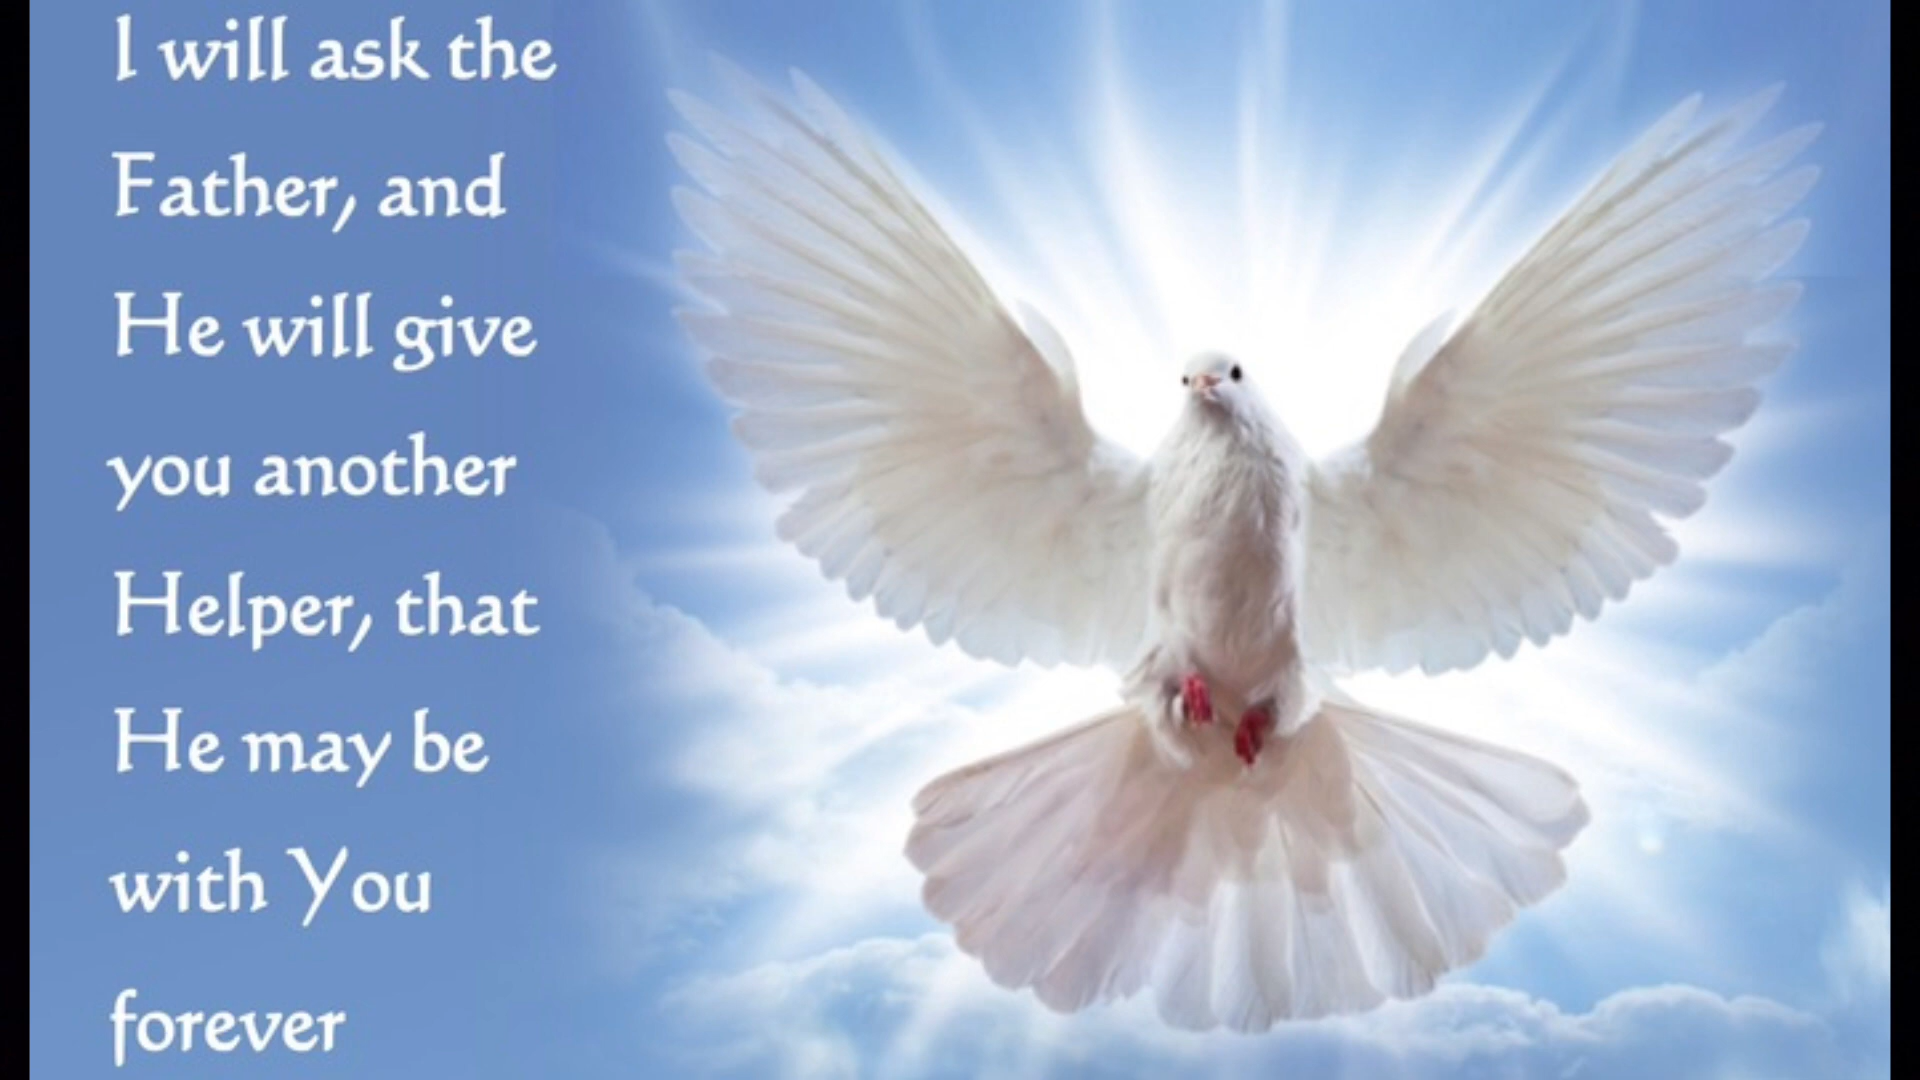 I will ask the
Father, and
He will give
you another
Helper, that
He may be
with You
forever